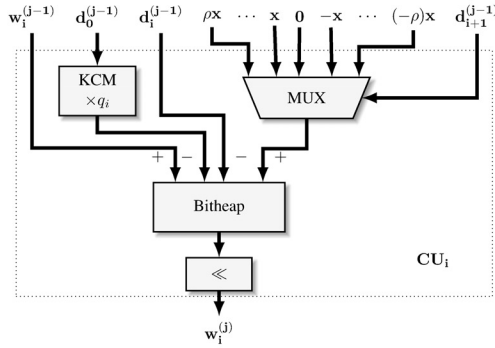 w_i^(j−1) d_0^(j−1) d_i^(j−1) ρx ··· x 0 −x ··· (−ρ)x d_{i+1}^(j−1)
KCM
×q_i
MUX
+ − − +
Bitheap
≪
CU_i
w_i^(j)